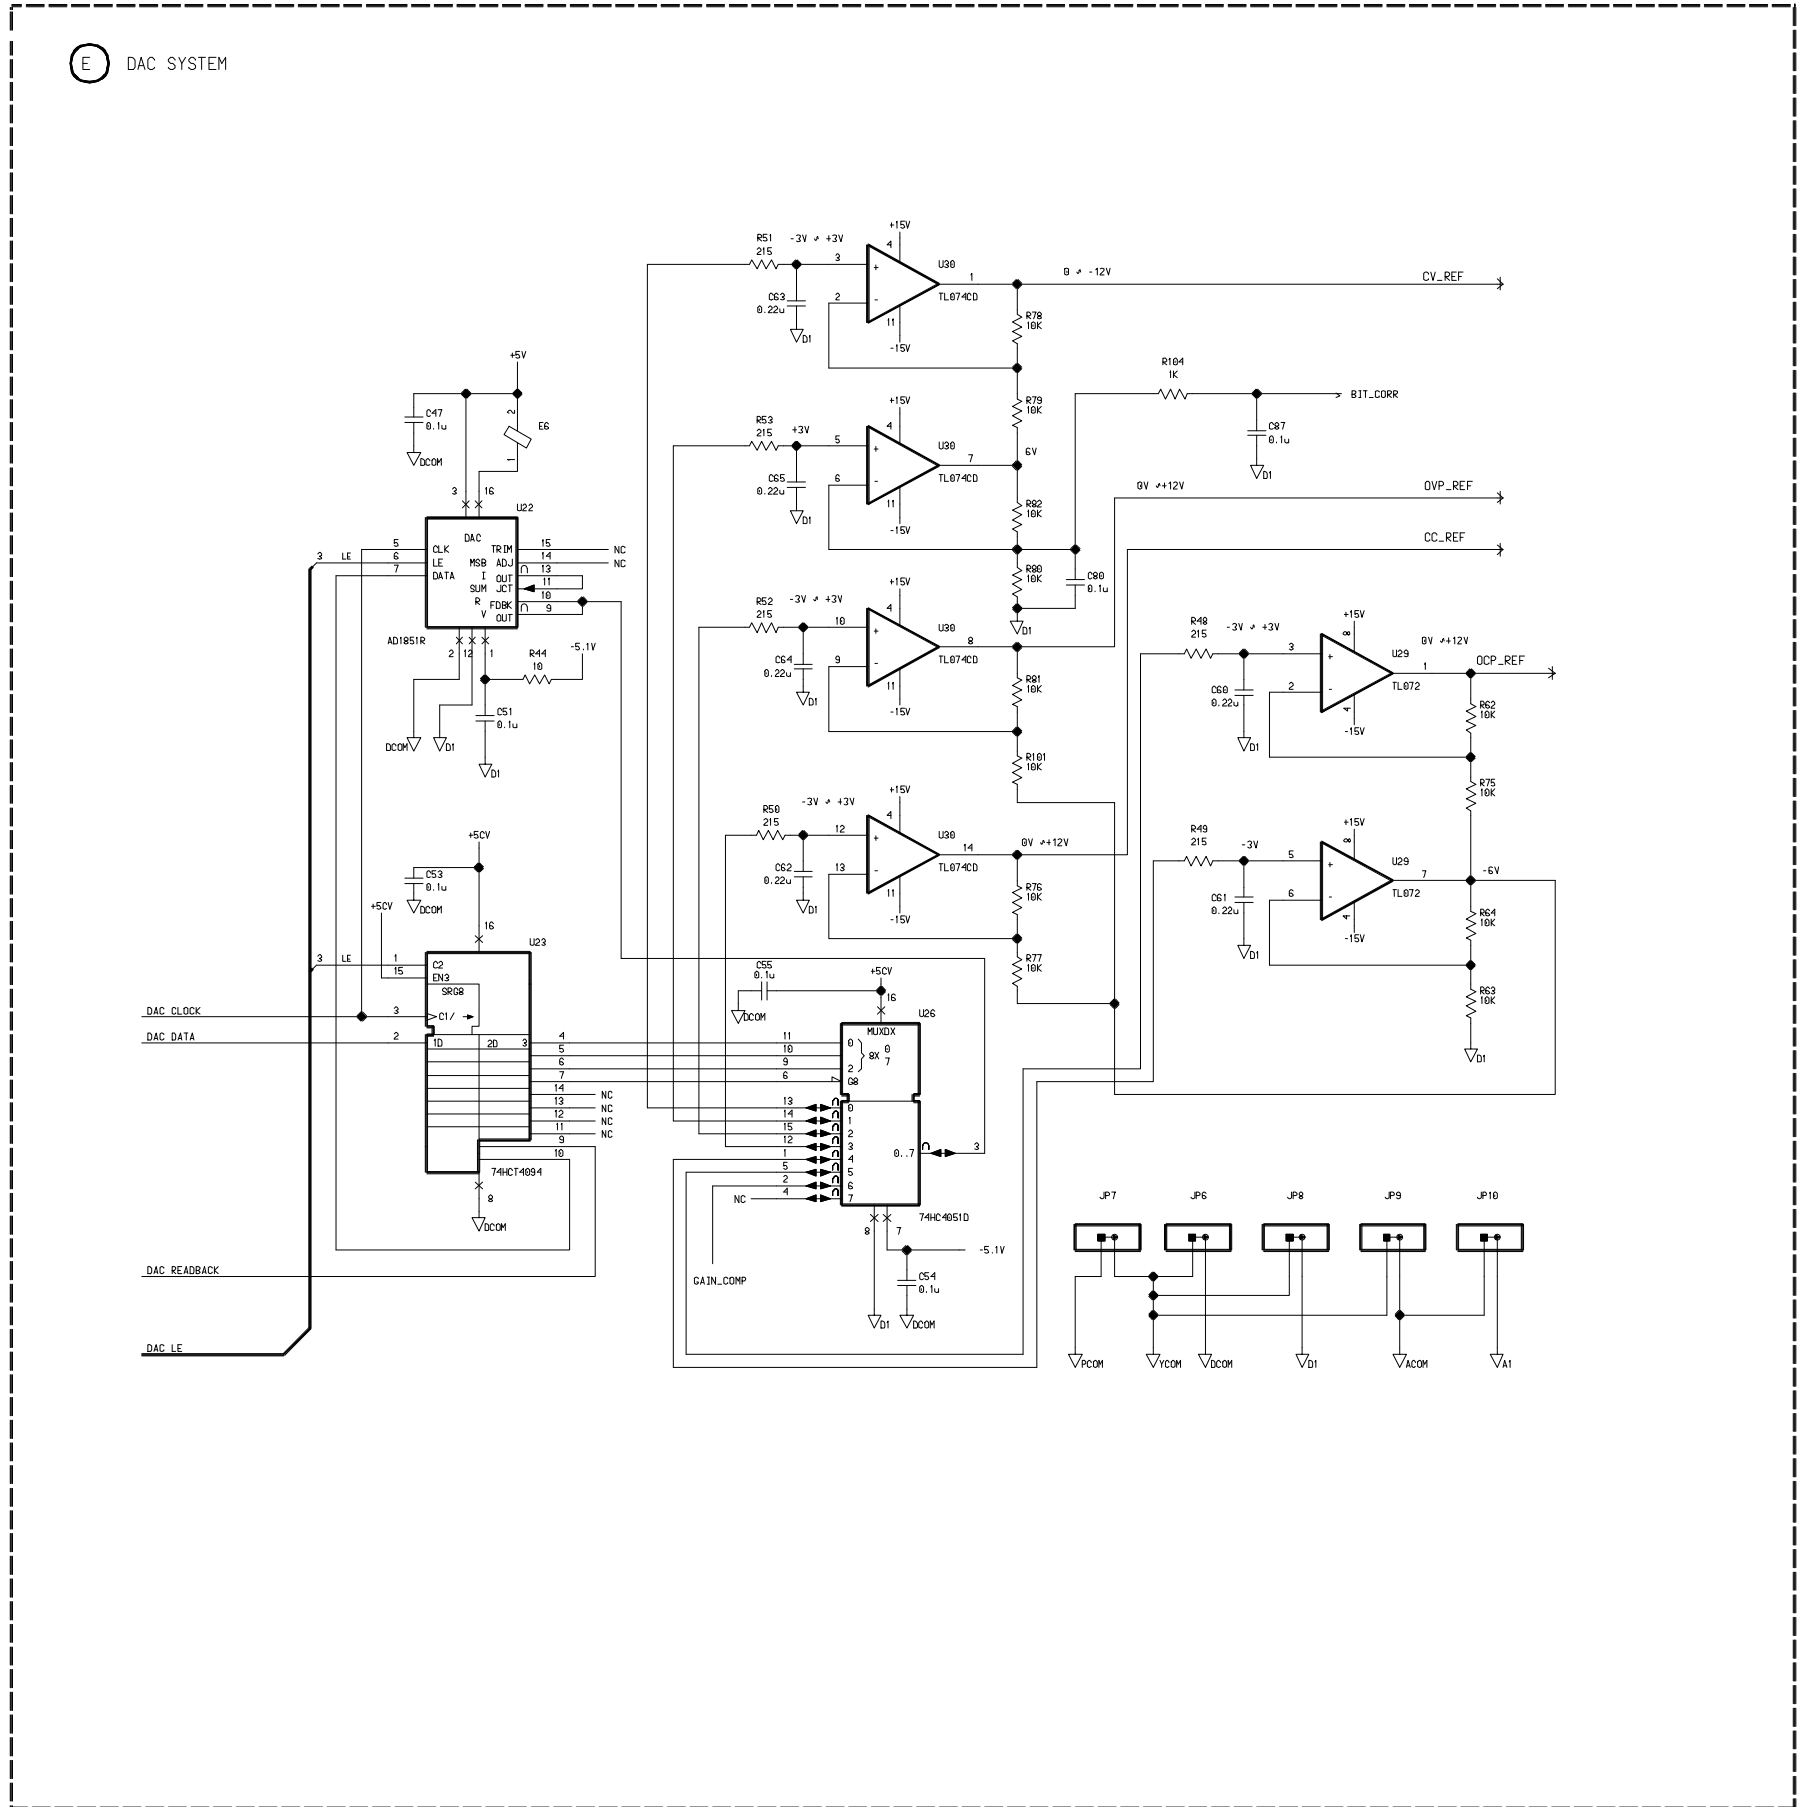 E DAC SYSTEM
+15V
R51 -3V +3V 4
215 3 U30
+ 1 0 -12V CV_REF
C63 2 TL074CD
0.22u - R78
11 10K
D1 -15V
+5V R104
1K
BIT_CORR
C47 2 +15V R79
0.1u E6 R53 +3V 4 10K C87
215 5 U30 0.1u
1 + 7 6V
DCOM C65 6 TL074CD D1
0.22u - 0V +12V OVP_REF
3 16 11 R82
U22 D1 -15V 10K
DAC CC_REF
5 CLK TRIM 15 NC
3 LE 6 LE MSB ADJ 14 NC
7 DATA I OUT 13 R80 C80
SUM JCT 11 +15V 10K 0.1u
R FDBK 10 R52 -3V +3V 4
V OUT 9 215 10 U30 D1
AD1851R + 8
2 12 1 C64 9 TL074CD
R44 -5.1V 0.22u -
10 11 R81
D1 -15V 10K
C51
0.1u
DCOM D1 R101
10K
D1
+15V
R48 -3V +3V 8 0V +12V
215 3 U29
+ 1 OCP_REF
C60 2 TL072
0.22u - R62
4 10K
D1 -15V
R75
10K
+15V
R50 -3V +3V 4
215 12 U30 0V +12V
+ 14
C62 13 TL074CD
0.22u - R76
11 10K
D1 -15V
R77
10K
+15V
R49 -3V 8
215 5 U29
+ 7 -6V
C61 6 TL072
0.22u - R64
4 10K
D1 -15V
R63
10K
D1
+5CV
C53
0.1u
+5CV DCOM
16
U23
3 LE 1 C2
15 EN3
SRG8
DAC CLOCK 3 C1/
DAC DATA 2 1D 2D 3 4
5
6
7
14 NC
13 NC
12 NC
11 NC
9
10
74HCT4094
8
DCOM
DAC READBACK
DAC LE
C55
0.1u +5CV
DCOM 16
U26
MUXDX
11 0
10 8X 0
9 2 7
6 G8
13 0
14 1
15 2
12 3 0..7 3
1 4
5 5
2 6
NC 4 7
74HC4051D
8 7
-5.1V
GAIN_COMP C54
0.1u
D1 DCOM
JP7 JP6 JP8 JP9 JP10
PCOM YCOM DCOM D1 ACOM A1